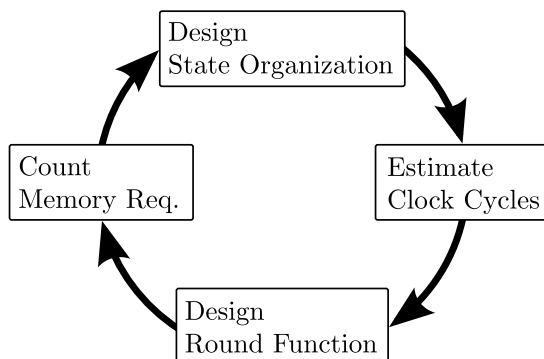 Design
State Organization
Estimate
Clock Cycles
Design
Round Function
Count
Memory Req.